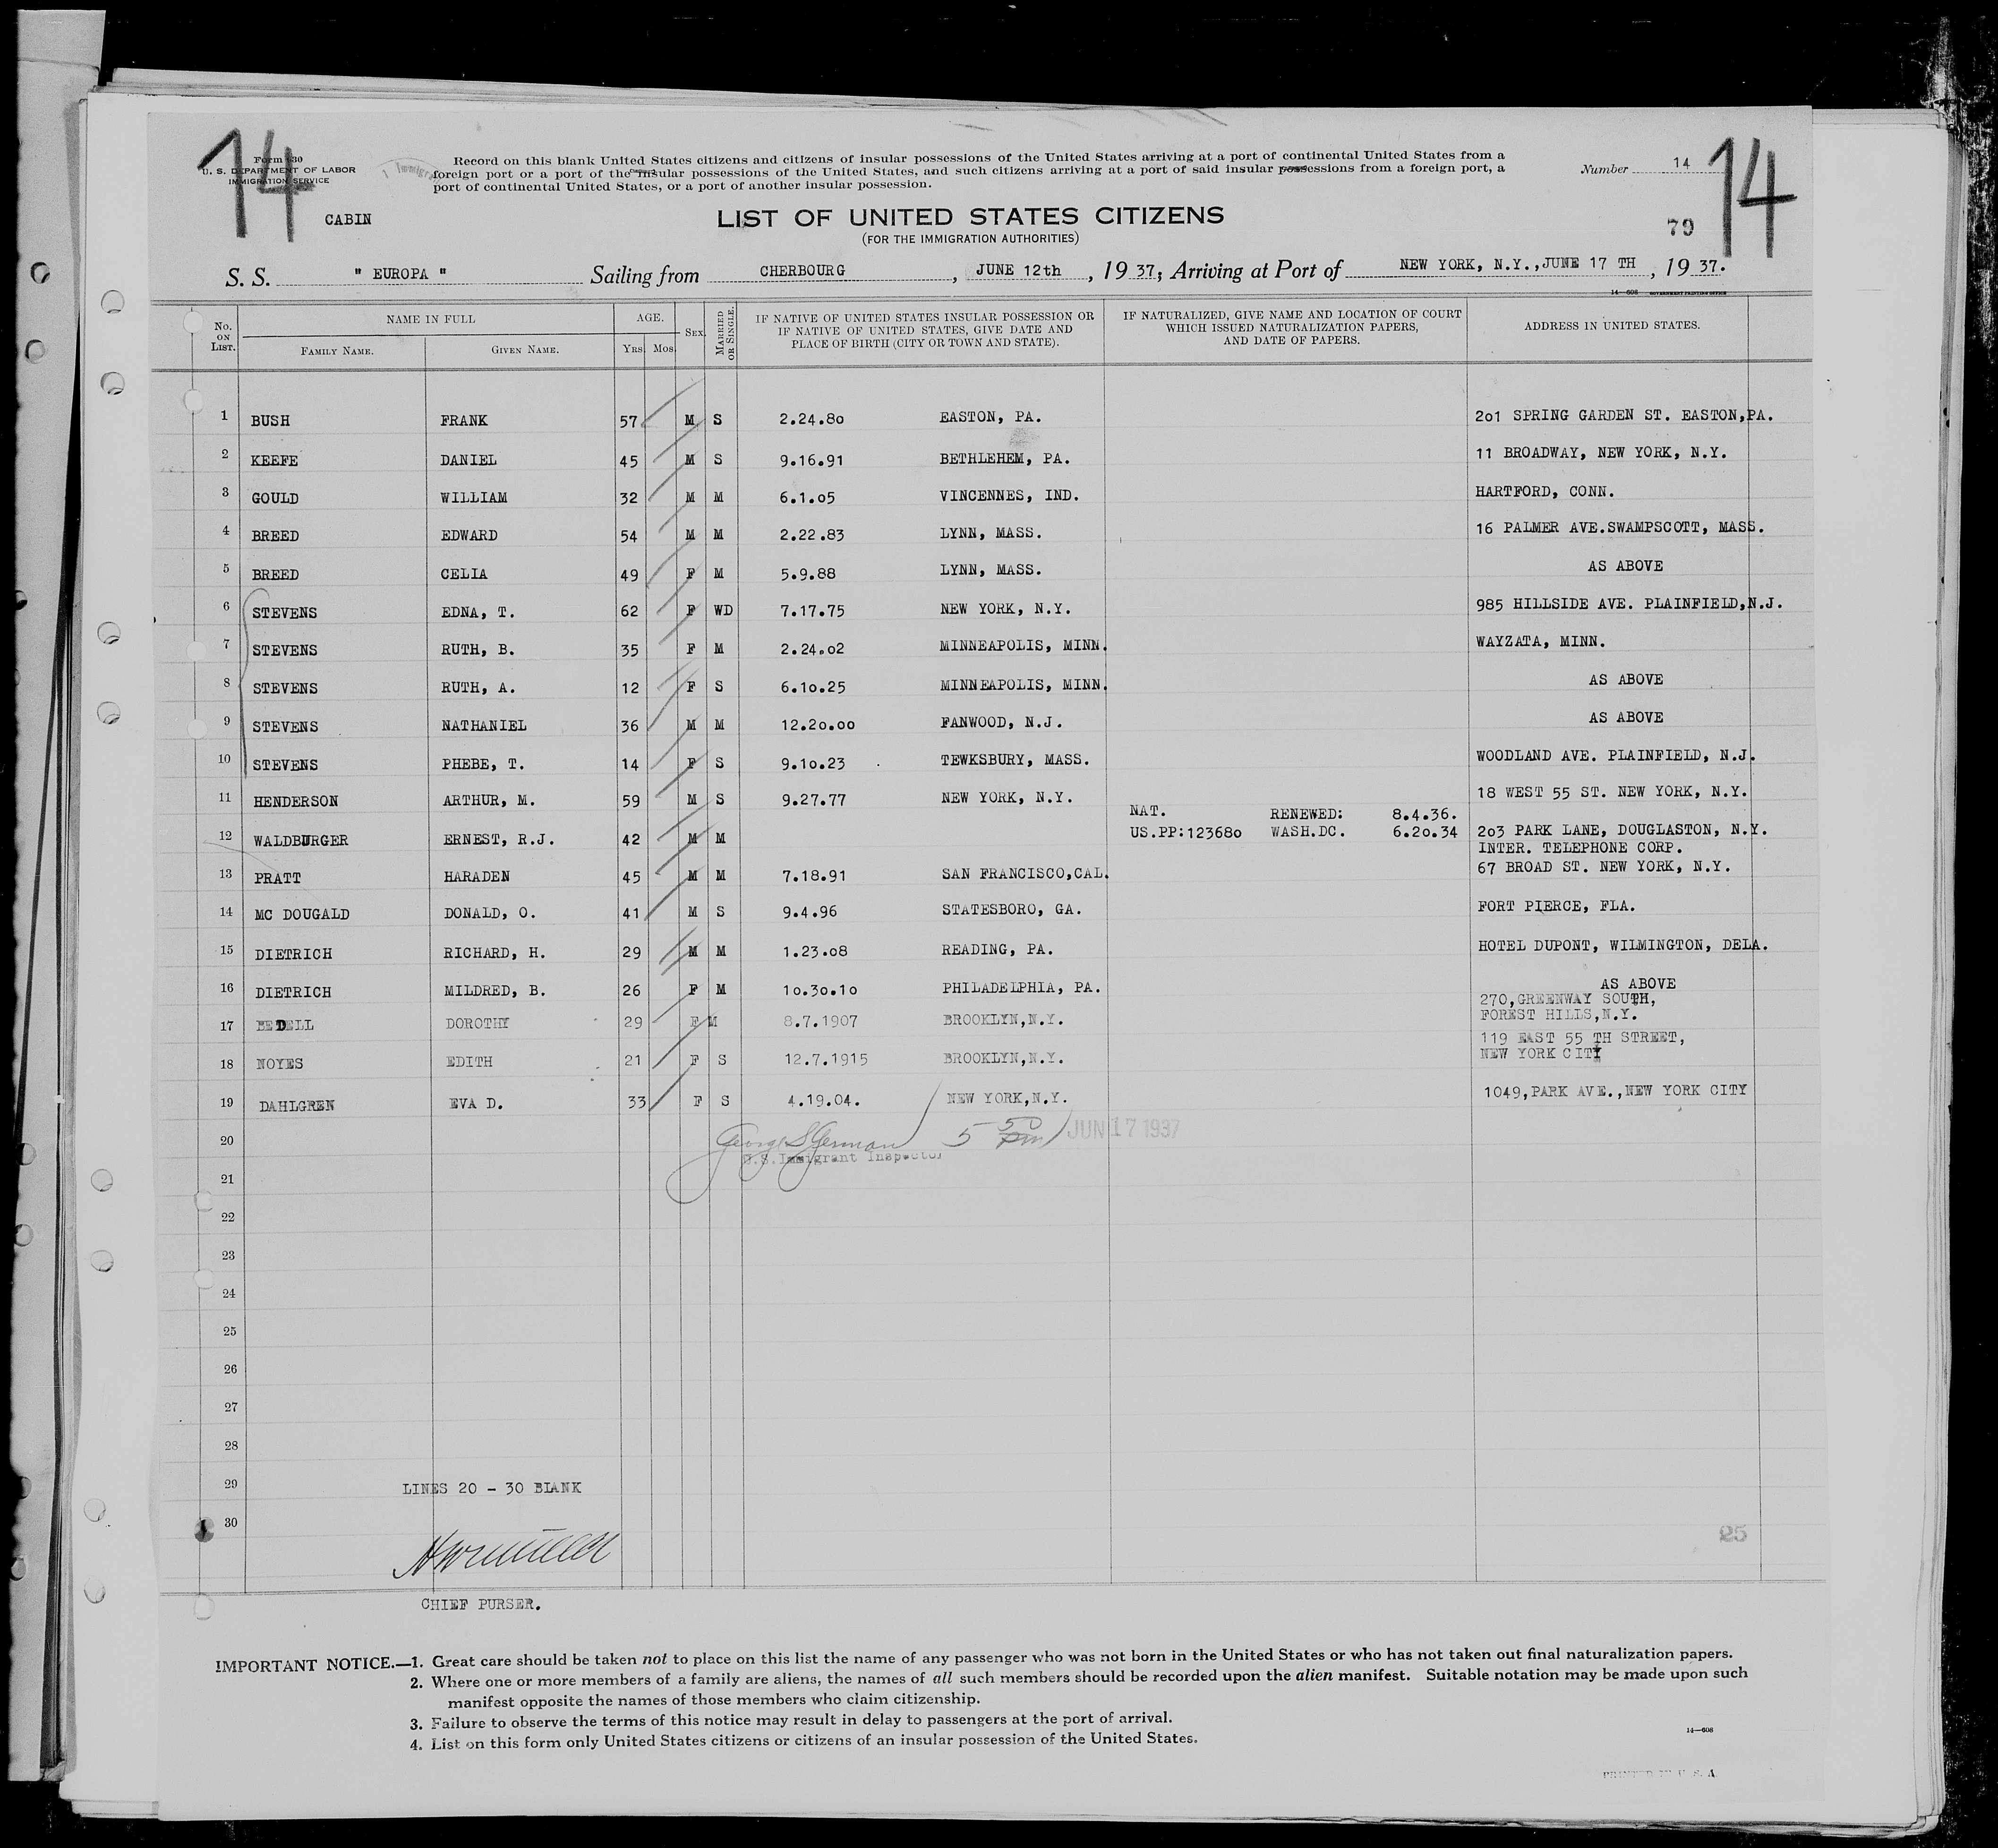 14
14
Form 630
U. S. DEPARTMENT OF LABOR
IMMIGRATION SERVICE
Record on this blank United States citizens and citizens of insular possessions of the United States arriving at a port of continental United States from a
foreign port or a port of the insular possessions of the United States, and such citizens arriving at a port of said insular possessions from a foreign port, a
port of continental United States, or a port of another insular possession.
Number 14
CABIN
LIST OF UNITED STATES CITIZENS
79
(FOR THE IMMIGRATION AUTHORITIES)
S. S. " EUROPA " Sailing from CHERBOURG, JUNE 12th, 1937, Arriving at Port of NEW YORK, N.Y.,JUNE 17 TH, 1937.
14—608 GOVERNMENT PRINTING OFFICE
No. ON LIST. NAME IN FULL FAMILY NAME. GIVEN NAME. AGE. YRS. MOS. SEX. MARRIED OR SINGLE. IF NATIVE OF UNITED STATES INSULAR POSSESSION OR IF NATIVE OF UNITED STATES, GIVE DATE AND PLACE OF BIRTH (CITY OR TOWN AND STATE). IF NATURALIZED, GIVE NAME AND LOCATION OF COURT WHICH ISSUED NATURALIZATION PAPERS, AND DATE OF PAPERS. ADDRESS IN UNITED STATES.
1 BUSH FRANK 57 M S 2.24.80 EASTON, PA. 201 SPRING GARDEN ST. EASTON,PA.
2 KEEFE DANIEL 45 M S 9.16.91 BETHLEHEM, PA. 11 BROADWAY, NEW YORK, N.Y.
3 GOULD WILLIAM 32 M M 6.1.05 VINCENNES, IND. HARTFORD, CONN.
4 BREED EDWARD 54 M M 2.22.83 LYNN, MASS. 16 PALMER AVE.SWAMPSCOTT, MASS.
5 BREED CELIA 49 F M 5.9.88 LYNN, MASS. AS ABOVE
6 STEVENS EDNA, T. 62 F WD 7.17.75 NEW YORK, N.Y. 985 HILLSIDE AVE. PLAINFIELD,N.J.
7 STEVENS RUTH, B. 35 F M 2.24.02 MINNEAPOLIS, MINN. WAYZATA, MINN.
8 STEVENS RUTH, A. 12 F S 6.10.25 MINNEAPOLIS, MINN. AS ABOVE
9 STEVENS NATHANIEL 36 M M 12.20.00 FANWOOD, N.J. AS ABOVE
10 STEVENS PHEBE, T. 14 F S 9.10.23 TEWKSBURY, MASS. WOODLAND AVE. PLAINFIELD, N.J.
11 HENDERSON ARTHUR, M. 59 M S 9.27.77 NEW YORK, N.Y. 18 WEST 55 ST. NEW YORK, N.Y.
NAT. RENEWED: 8.4.36.
12 WALDBURGER ERNEST, R.J. 42 M M US.PP:123680 WASH.DC. 6.20.34 203 PARK LANE, DOUGLASTON, N.Y.
INTER. TELEPHONE CORP.
13 PRATT HARADEN 45 M M 7.18.91 SAN FRANCISCO,CAL. 67 BROAD ST. NEW YORK, N.Y.
14 MC DOUGALD DONALD, O. 41 M S 9.4.96 STATESBORO, GA. FORT PIERCE, FLA.
15 DIETRICH RICHARD, H. 29 M M 1.23.08 READING, PA. HOTEL DUPONT, WILMINGTON, DELA.
16 DIETRICH MILDRED, B. 26 F M 10.30.10 PHILADELPHIA, PA. AS ABOVE
270,GREENWAY SOUTH,
17 BEDELL DOROTHY 29 F M 8.7.1907 BROOKLYN,N.Y. FOREST HILLS,N.Y.
119 EAST 55 TH STREET,
18 NOYES EDITH 21 F S 12.7.1915 BROOKLYN,N.Y. NEW YORK CITY
19 DAHLGREN EVA D. 33 F S 4.19.04. NEW YORK,N.Y. 1049,PARK AVE.,NEW YORK CITY
20 George S German 5 50 pm JUN 17 1937
U.S. Immigrant Inspector
21
22
23
24
25
26
27
28
29 LINES 20 - 30 BLANK
30
25
CHIEF PURSER.
IMPORTANT NOTICE.—1. Great care should be taken not to place on this list the name of any passenger who was not born in the United States or who has not taken out final naturalization papers.
2. Where one or more members of a family are aliens, the names of all such members should be recorded upon the alien manifest. Suitable notation may be made upon such
manifest opposite the names of those members who claim citizenship.
3. Failure to observe the terms of this notice may result in delay to passengers at the port of arrival.
4. List on this form only United States citizens or citizens of an insular possession of the United States.
14—608
PRINTED IN U. S. A.